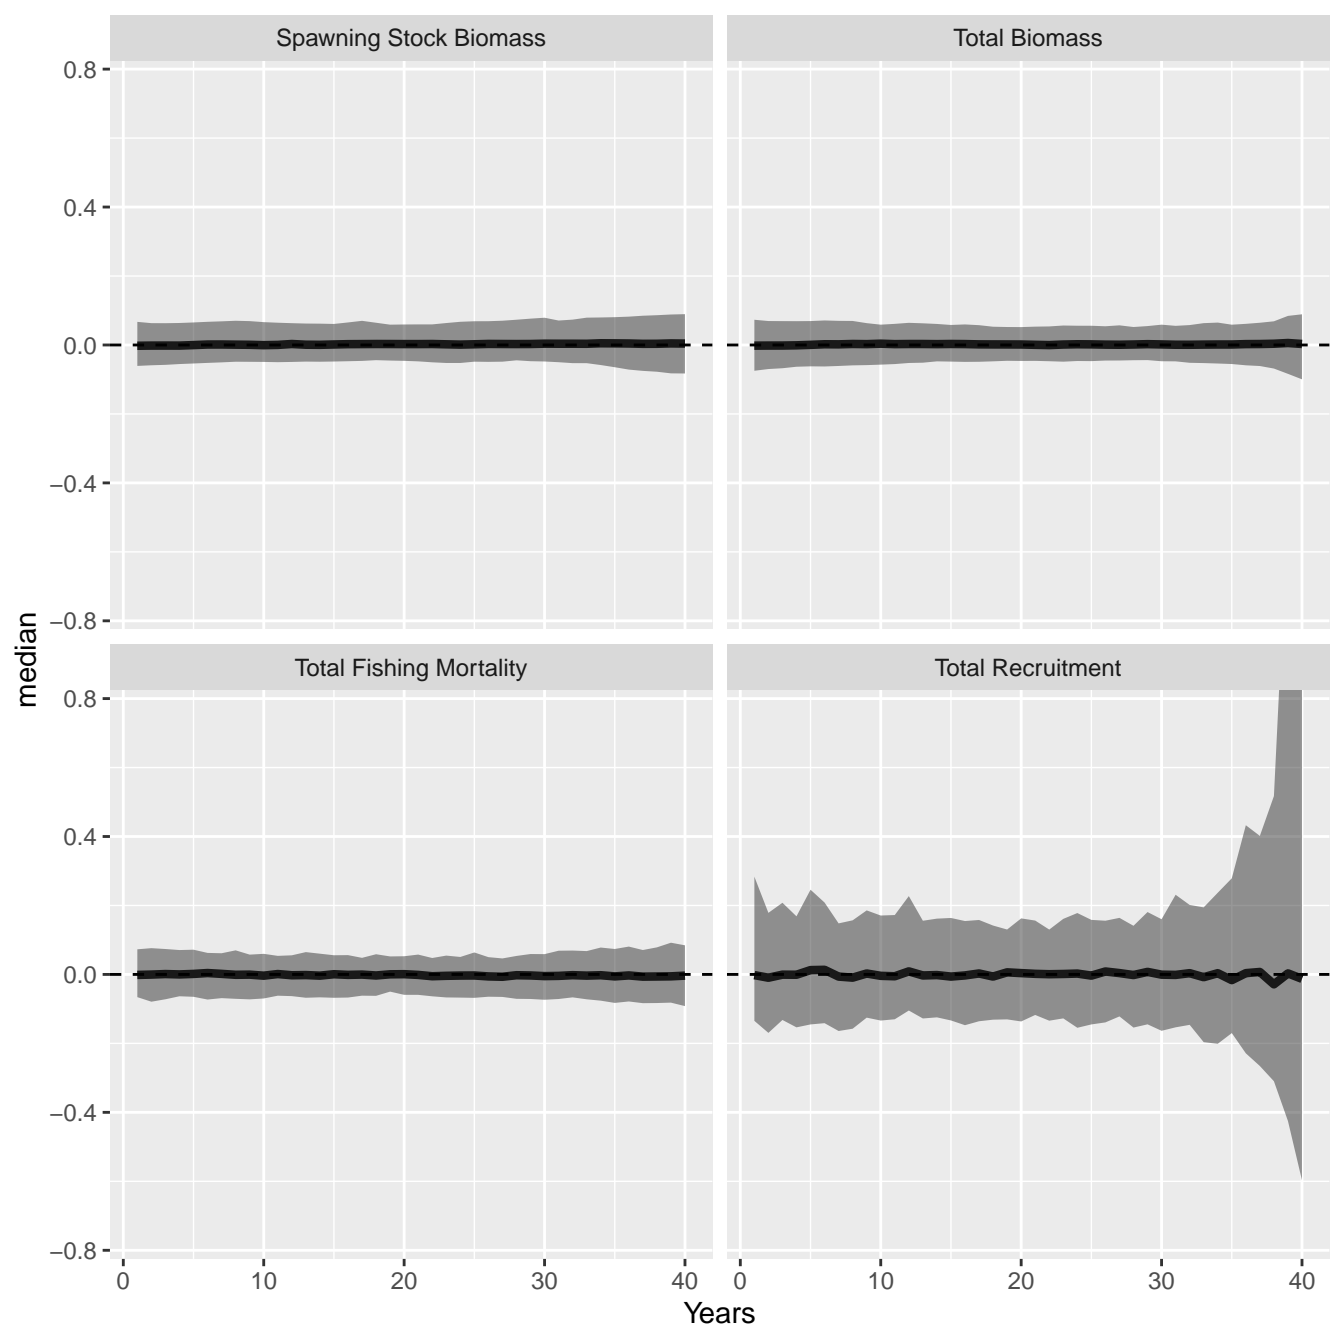 Spawning Stock Biomass
Total Biomass
0.8
0.4
0.0
−0.4
−0.8
median
Total Fishing Mortality
Total Recruitment
0.8
0.4
0.0
−0.4
−0.8
0 10 20 30 40
0 10 20 30 40
Years